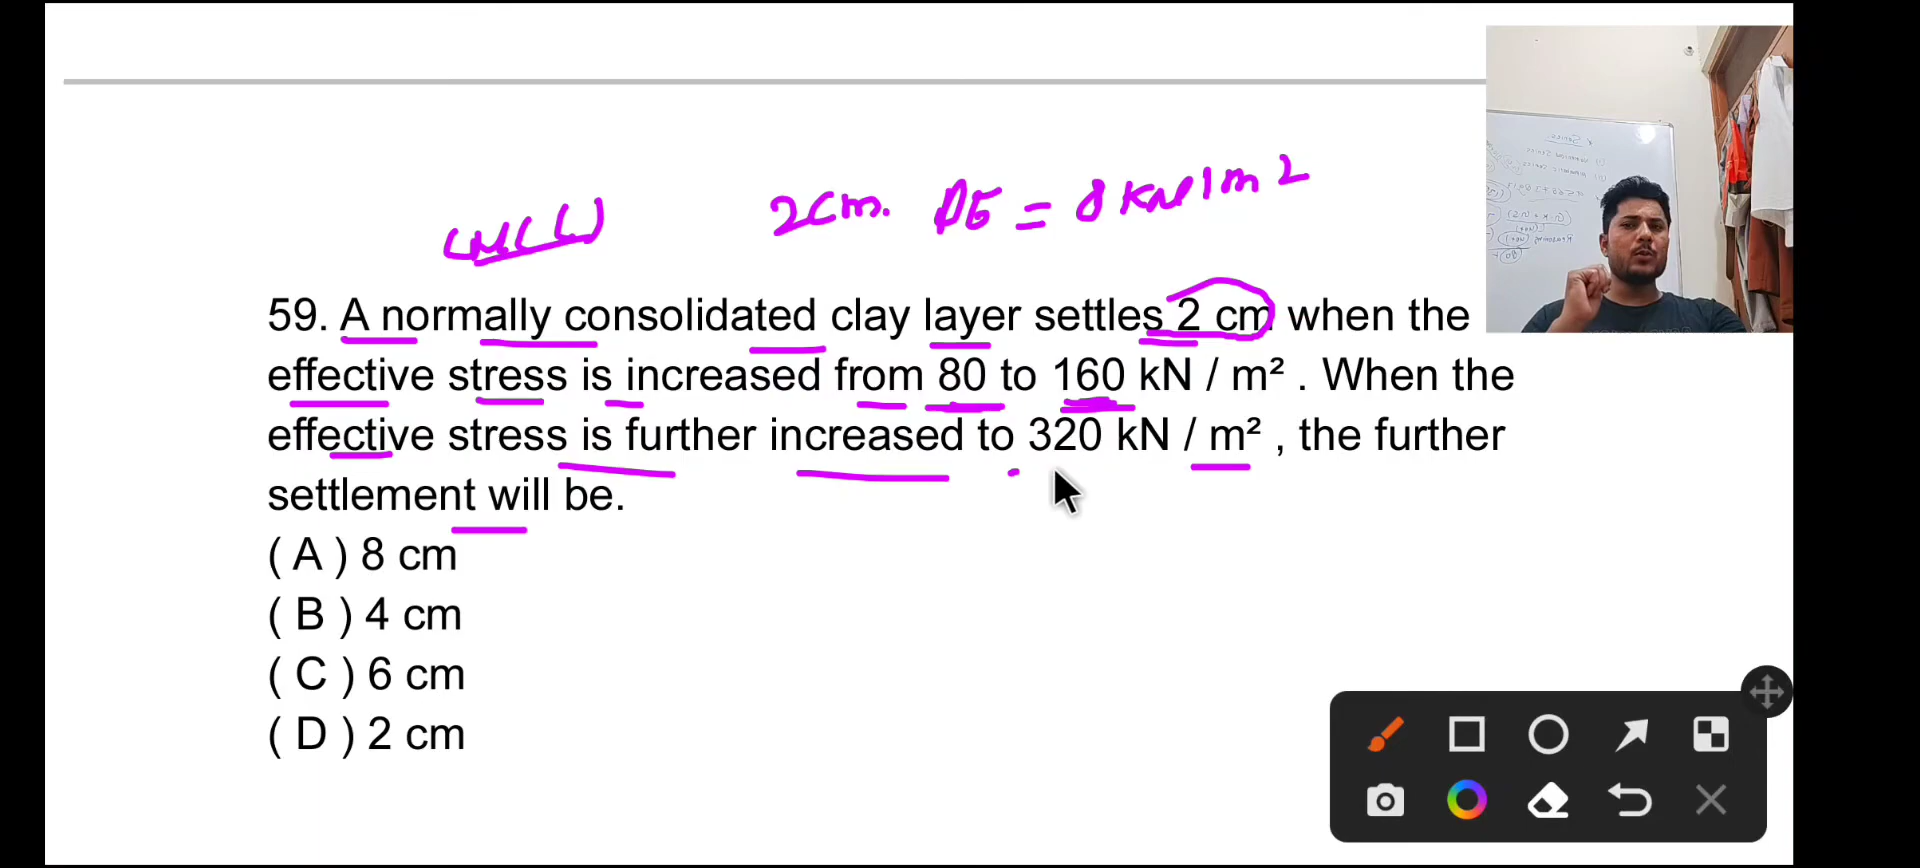 (N.C.L)
2cm. Δσ = 8 KN/m2
59. A normally consolidated clay layer settles 2 cm when the
effective stress is increased from 80 to 160 kN / m² . When the
effective stress is further increased to 320 kN / m² , the further
settlement will be.
( A ) 8 cm
( B ) 4 cm
( C ) 6 cm
( D ) 2 cm